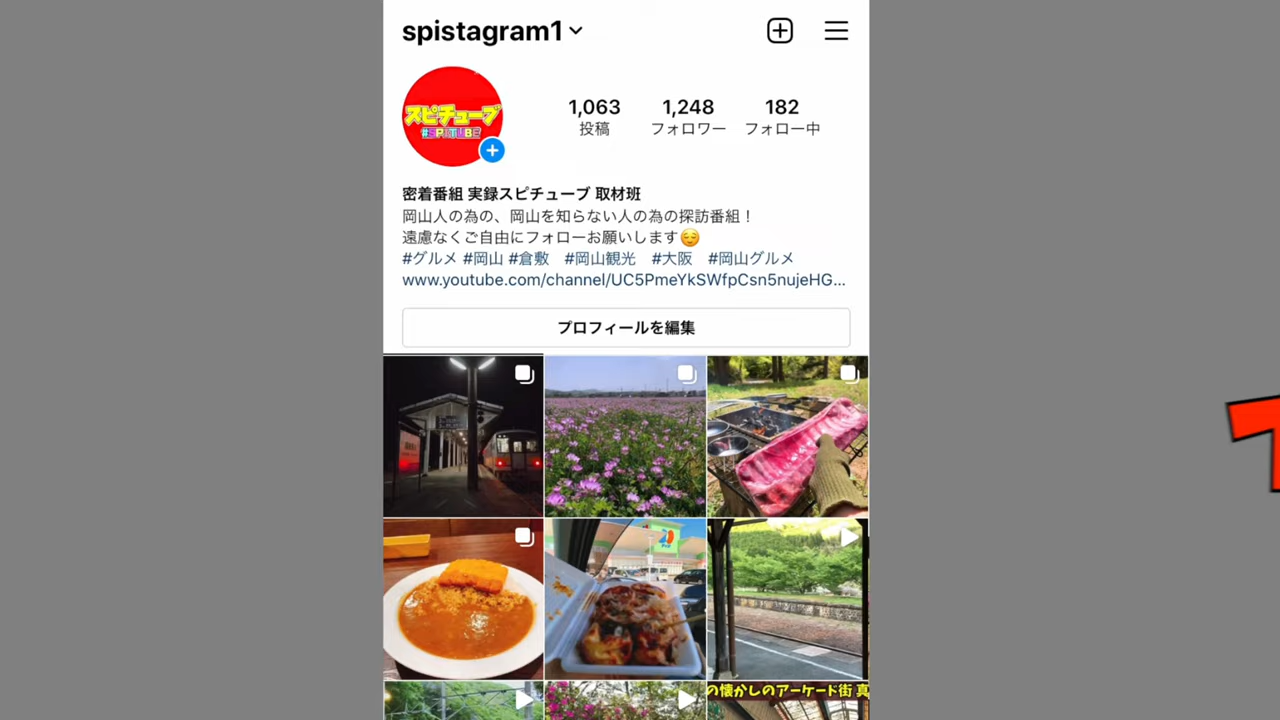 spistagram1
スピチューブ
#SPITUBE
1,063
1,248
182
投稿
フォロワー
フォロー中
密着番組 実録スピチューブ 取材班
岡山人の為の、岡山を知らない人の為の探訪番組！
遠慮なくご自由にフォローお願いします😌
#グルメ #岡山 #倉敷　#岡山観光　#大阪　#岡山グルメ
www.youtube.com/channel/UC5PmeYkSWfpCsn5nujeHG...
プロフィールを編集
の懐かしのアーケード街 真